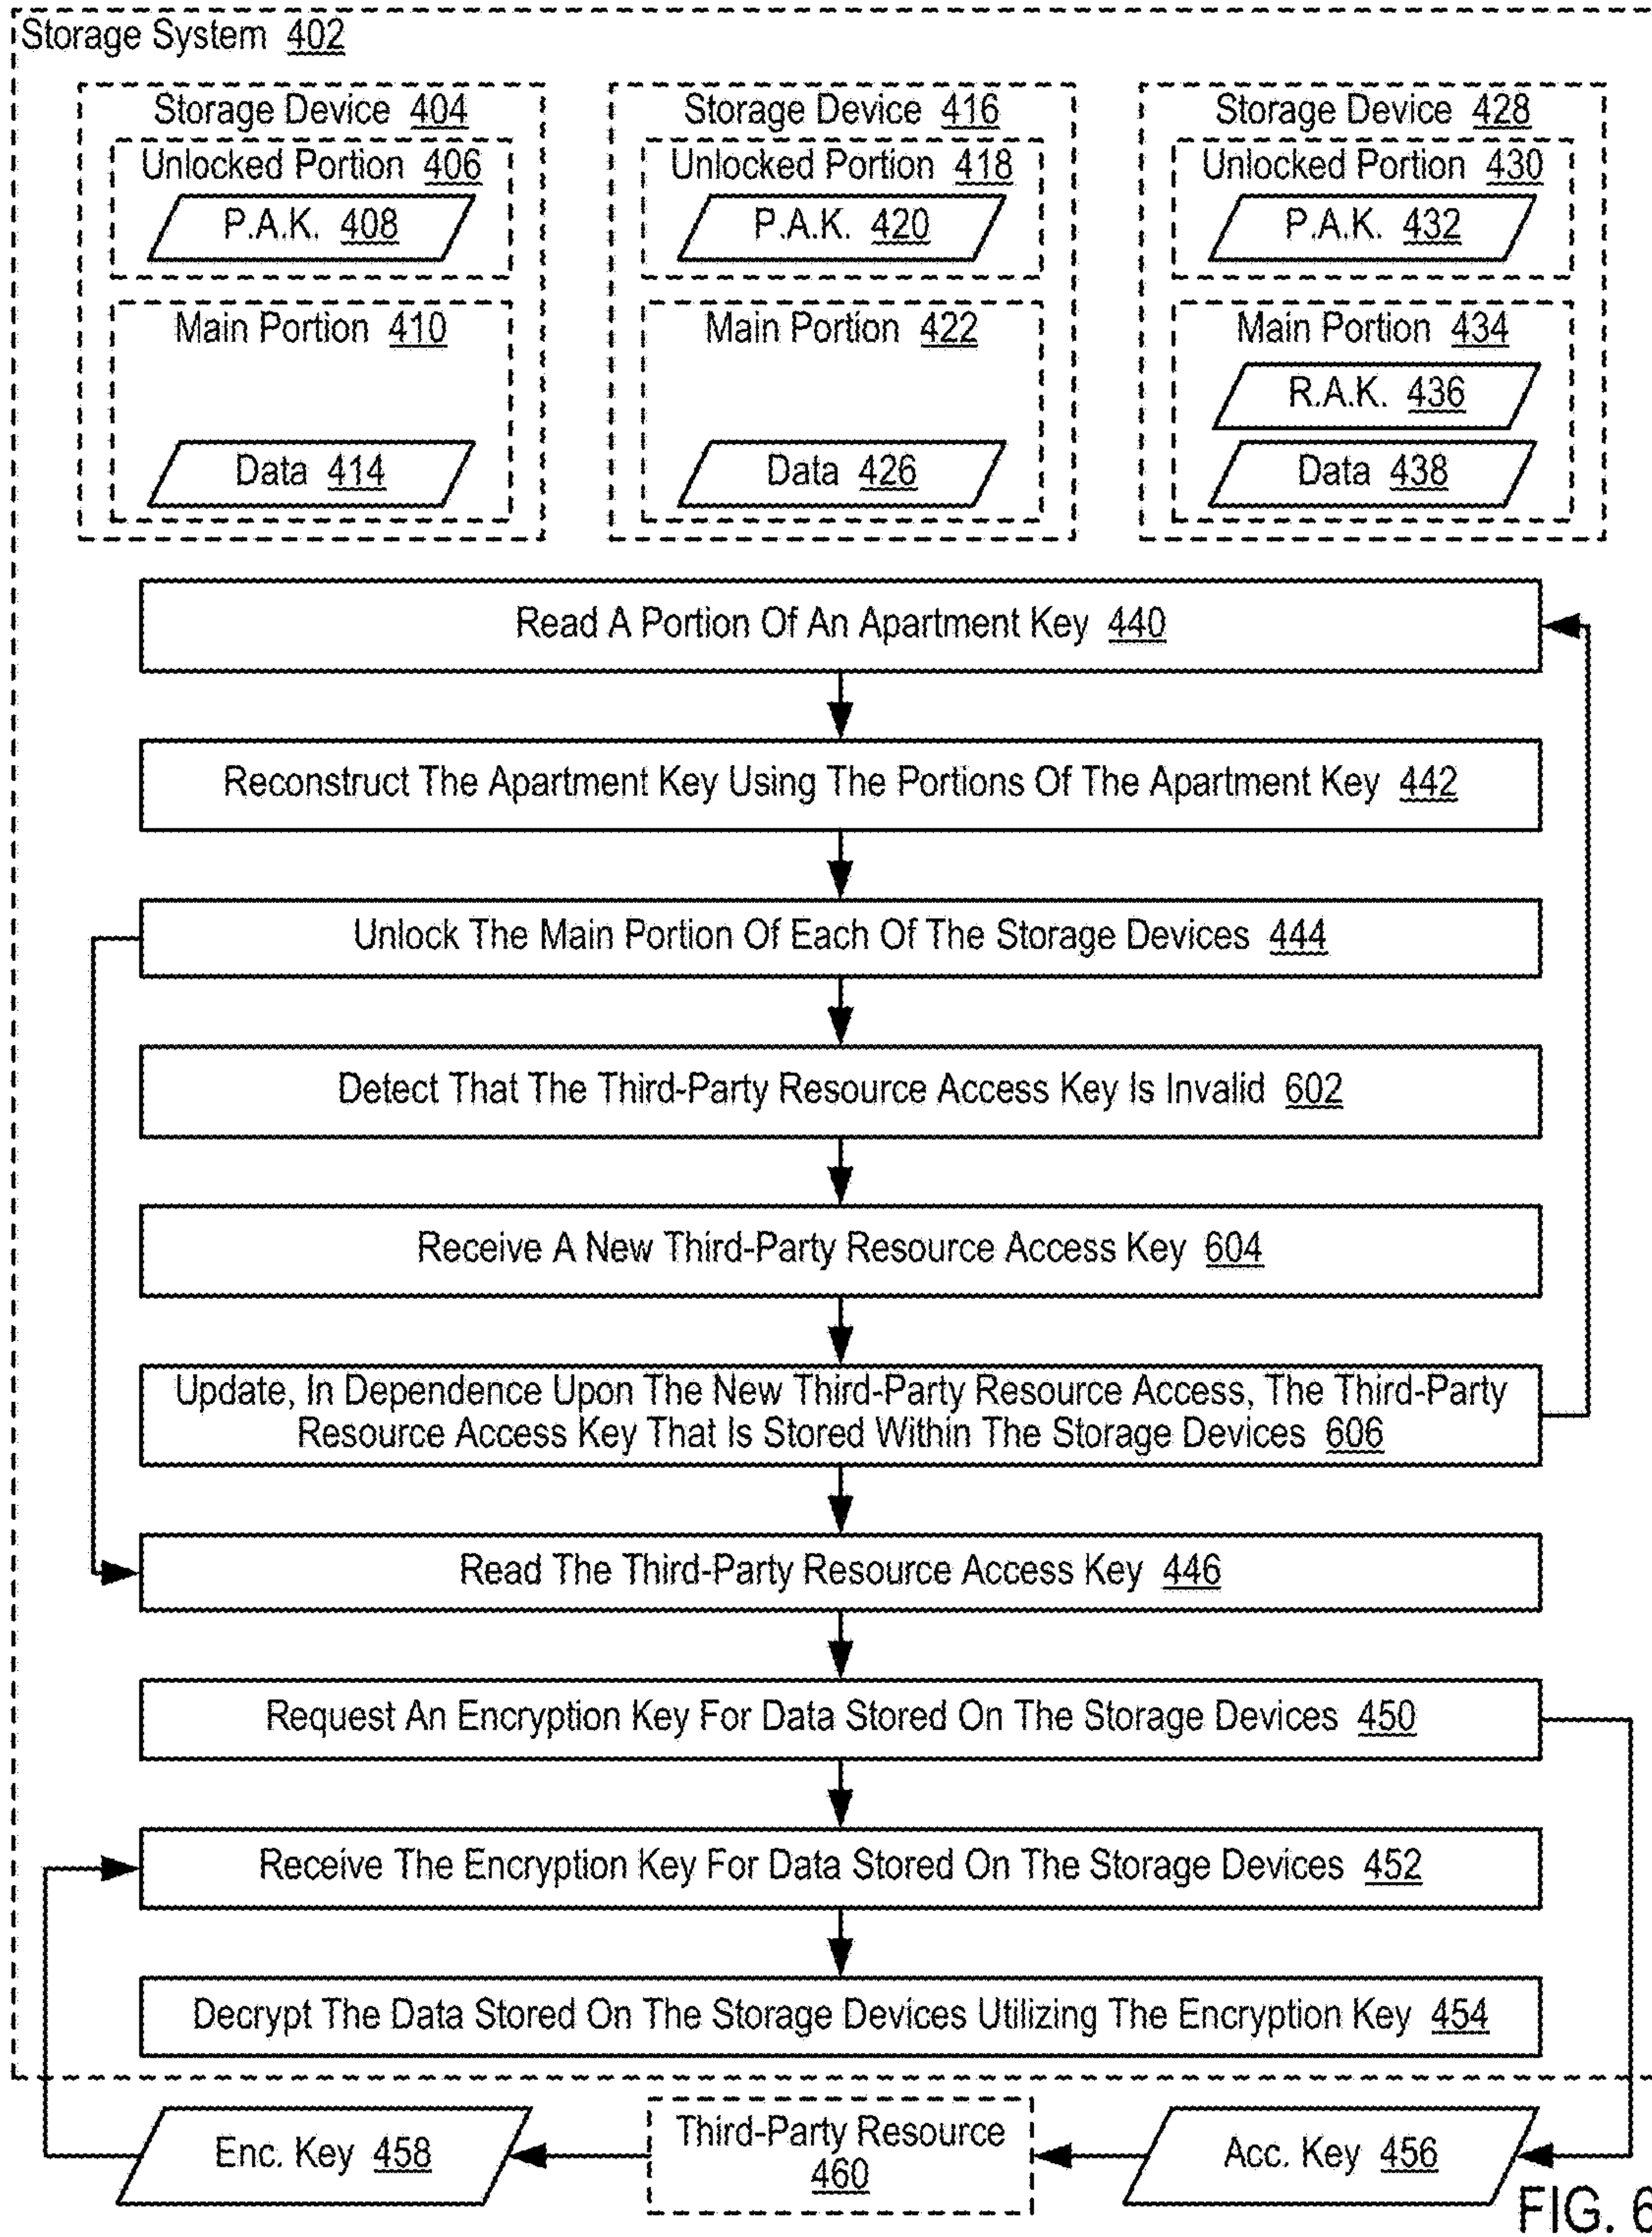 Storage System 402
Storage Device 404
Unlocked Portion 406
P.A.K. 408
Main Portion 410
Data 414
Storage Device 416
Unlocked Portion 418
P.A.K. 420
Main Portion 422
Data 426
Storage Device 428
Unlocked Portion 430
P.A.K. 432
Main Portion 434
R.A.K. 436
Data 438
Read A Portion Of An Apartment Key 440
Reconstruct The Apartment Key Using The Portions Of The Apartment Key 442
Unlock The Main Portion Of Each Of The Storage Devices 444
Detect That The Third-Party Resource Access Key Is Invalid 602
Receive A New Third-Party Resource Access Key 604
Update, In Dependence Upon The New Third-Party Resource Access, The Third-Party
Resource Access Key That Is Stored Within The Storage Devices 606
Read The Third-Party Resource Access Key 446
Request An Encryption Key For Data Stored On The Storage Devices 450
Receive The Encryption Key For Data Stored On The Storage Devices 452
Decrypt The Data Stored On The Storage Devices Utilizing The Encryption Key 454
Enc. Key 458
Third-Party Resource
460
Acc. Key 456
FIG. 6